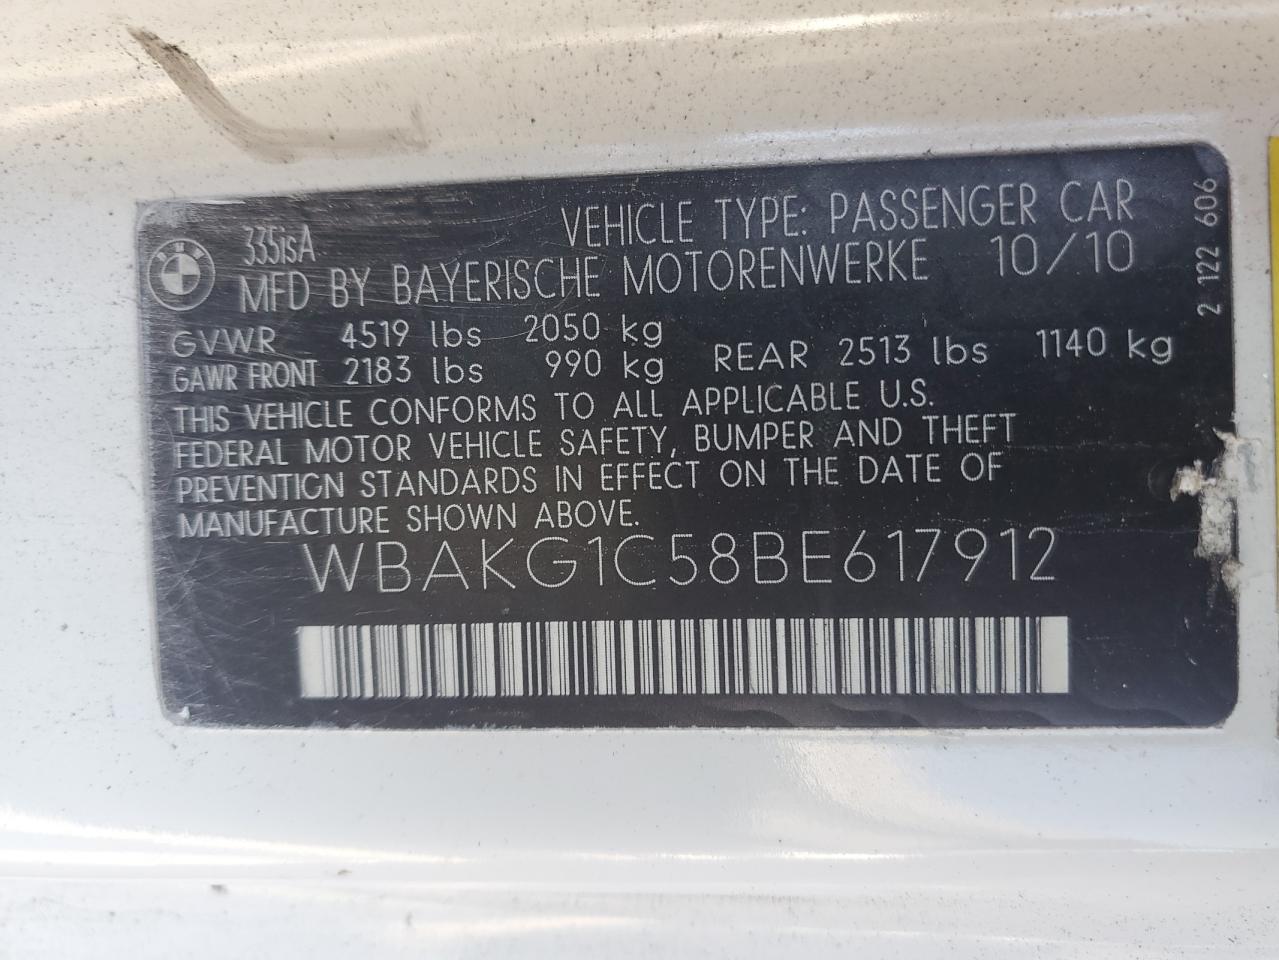 335isA VEHICLE TYPE: PASSENGER CAR
MFD BY BAYERISCHE MOTORENWERKE 10/10
GVWR 4519 lbs 2050 kg
GAWR FRONT 2183 lbs 990 kg REAR 2513 lbs 1140 kg
THIS VEHICLE CONFORMS TO ALL APPLICABLE U.S.
FEDERAL MOTOR VEHICLE SAFETY, BUMPER AND THEFT
PREVENTION STANDARDS IN EFFECT ON THE DATE OF
MANUFACTURE SHOWN ABOVE.
WBAKG1C58BE617912
2 122 606